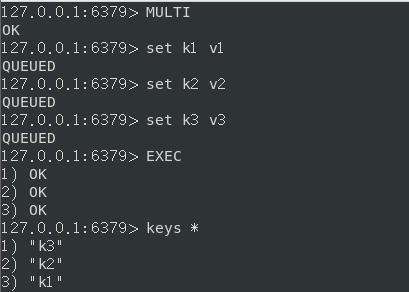 127.0.0.1:6379> MULTI
OK
127.0.0.1:6379> set k1 v1
QUEUED
127.0.0.1:6379> set k2 v2
QUEUED
127.0.0.1:6379> set k3 v3
QUEUED
127.0.0.1:6379> EXEC
1) OK
2) OK
3) OK
127.0.0.1:6379> keys *
1) "k3"
2) "k2"
3) "k1"